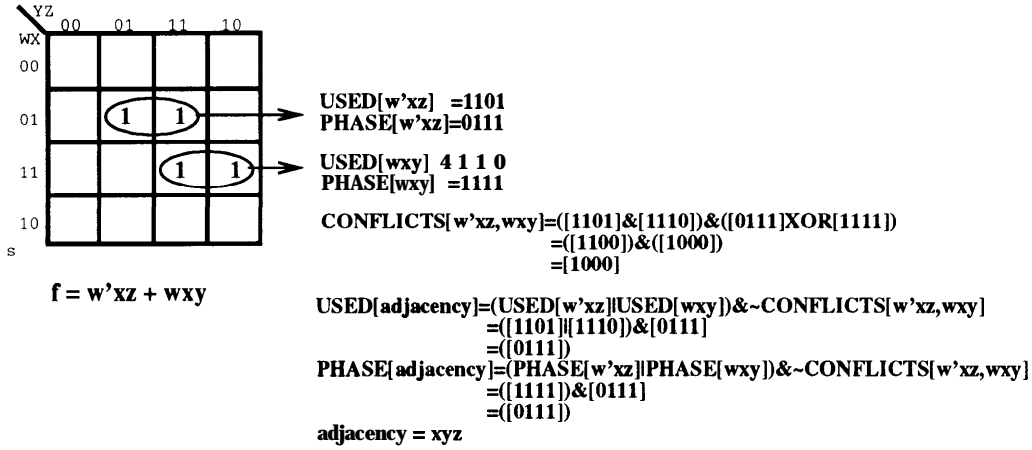 YZ
00 01 11 10
WX
00
01 1 1
11 1 1
10
S
f = w'xz + wxy
USED[w'xz] =1101
PHASE[w'xz]=0111
USED[wxy] 4 1 1 0
PHASE[wxy] =1111
CONFLICTS[w'xz,wxy]=([1101]&[1110])&([0111]XOR[1111])
=([1100])&([1000])
=[1000]
USED[adjacency]=(USED[w'xz]|USED[wxy])&~CONFLICTS[w'xz,wxy]
=([1101]|[1110])&[0111]
=([0111])
PHASE[adjacency]=(PHASE[w'xz]|PHASE[wxy])&~CONFLICTS[w'xz,wxy]
=([1111])&[0111]
=([0111])
adjacency = xyz